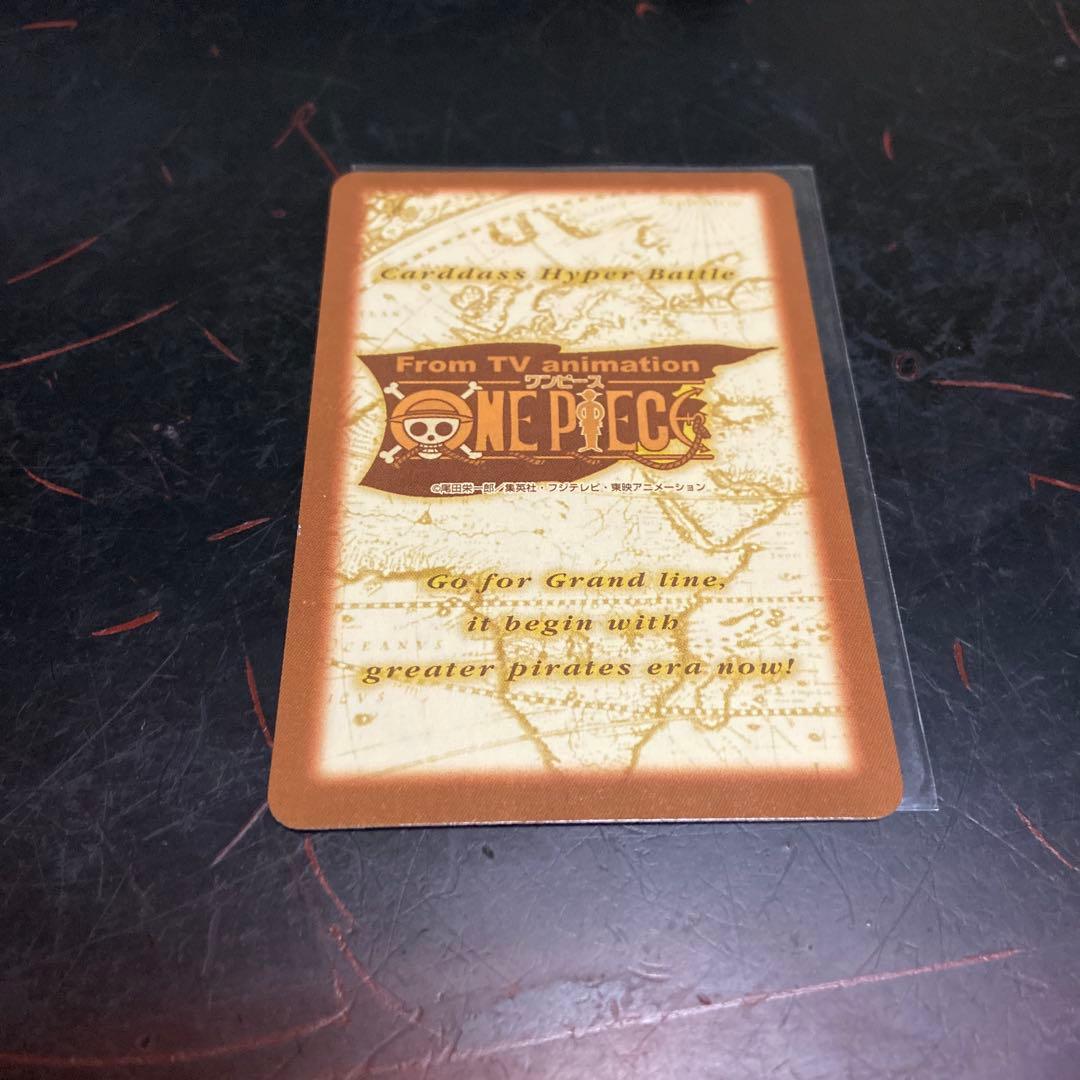 Carddass Hyper Battle
From TV animation
ワンピース
ONE PIECE
©尾田栄一郎／集英社・フジテレビ・東映アニメーション
Go for Grand line,
it begin with
greater pirates era now!